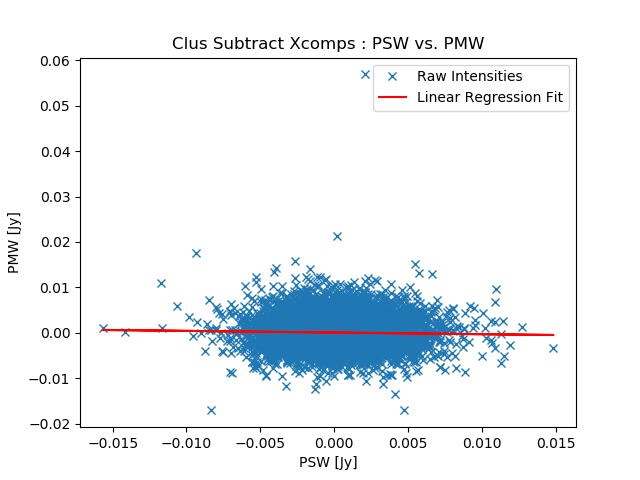 Clus Subtract Xcomps : PSW vs. PMW
Raw Intensities
Linear Regression Fit
0.06
0.05
0.04
0.03
0.02
0.01
0.00
−0.01
−0.02
PMW [Jy]
−0.015 −0.010 −0.005 0.000 0.005 0.010 0.015
PSW [Jy]